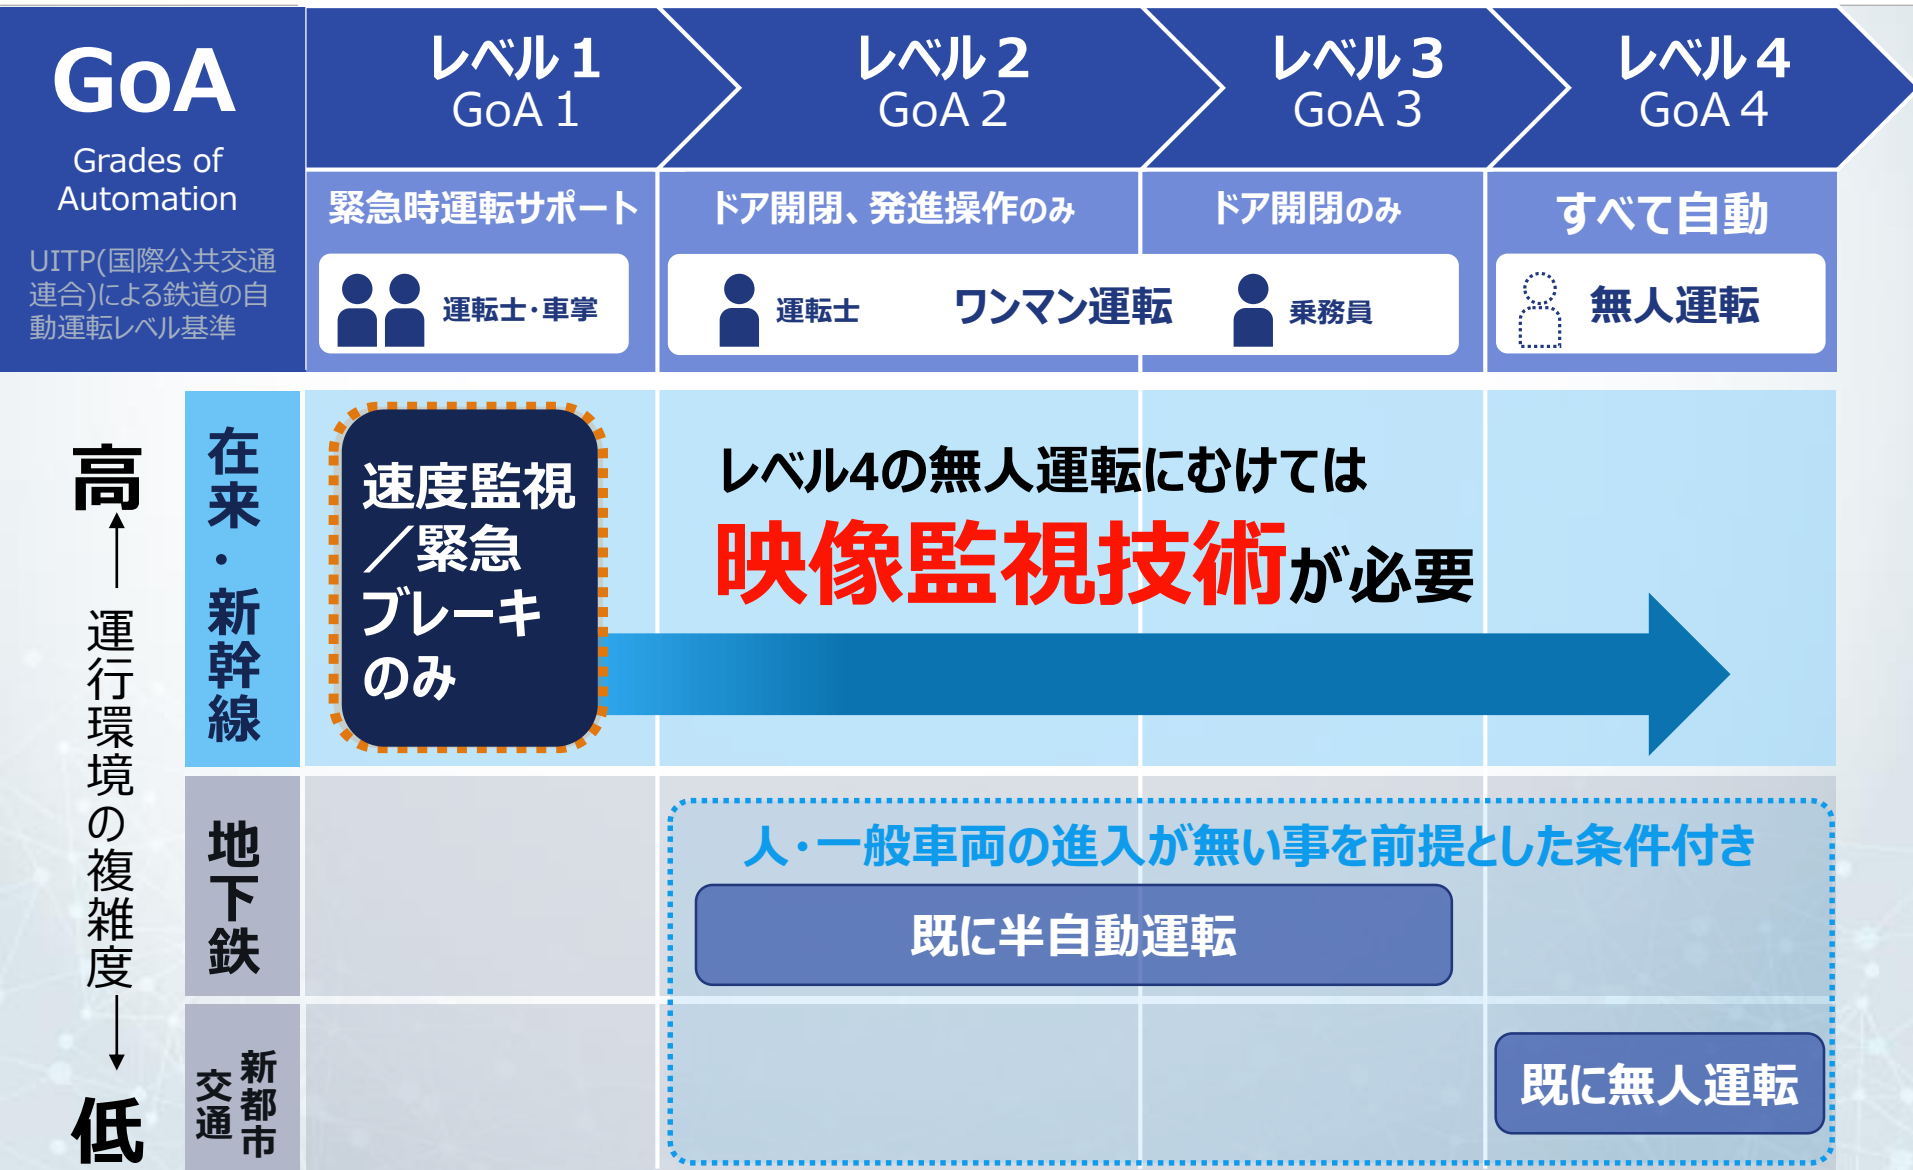 GoA
Grades of
Automation
UITP(国際公共交通
連合)による鉄道の自
動運転レベル基準
レベル１
GoA１
レベル２
GoA２
レベル３
GoA３
レベル４
GoA４
緊急時運転サポート
ドア開閉、発進操作のみ
ドア開閉のみ
すべて自動
運転士・車掌
運転士
ワンマン運転
乗務員
無人運転
高
運行環境の複雑度
低
在来・新幹線
速度監視
／緊急
ブレーキ
のみ
レベル4の無人運転にむけては
映像監視技術が必要
地下鉄
人・一般車両の進入が無い事を前提とした条件付き
既に半自動運転
新都市
交通
既に無人運転